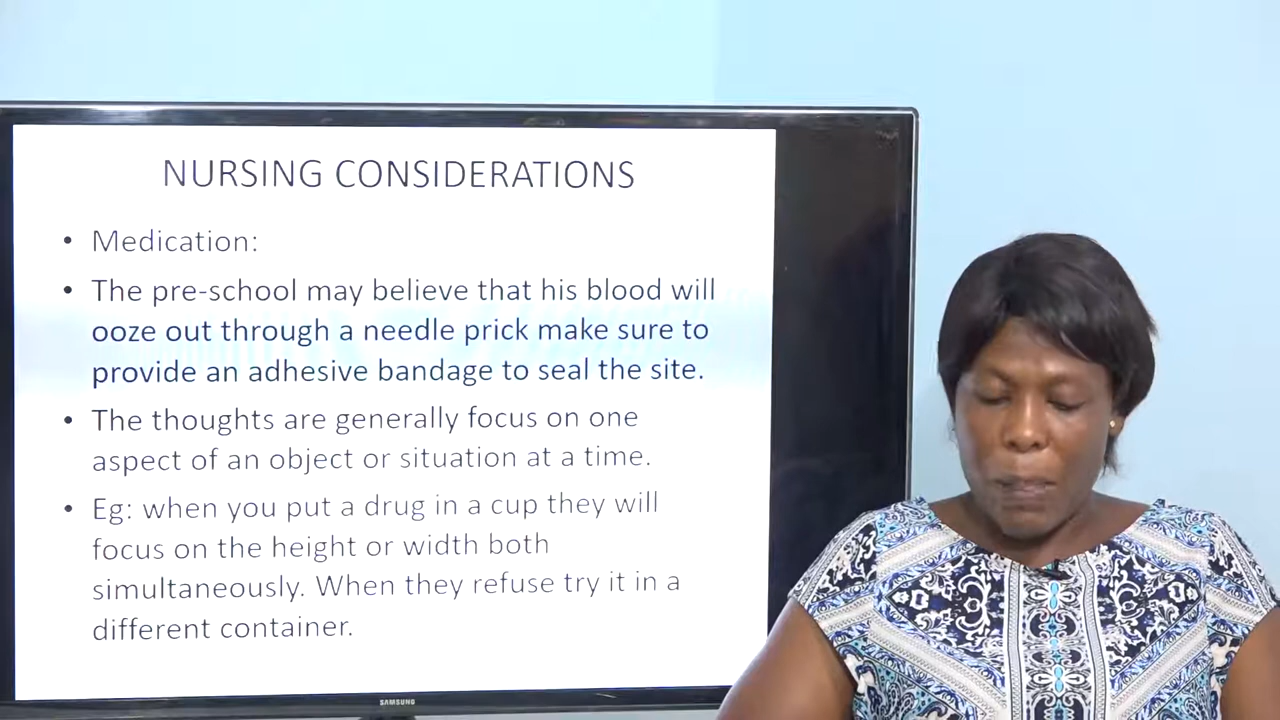 NURSING CONSIDERATIONS
• Medication:
• The pre-school may believe that his blood will
ooze out through a needle prick make sure to
provide an adhesive bandage to seal the site.
• The thoughts are generally focus on one
aspect of an object or situation at a time.
• Eg: when you put a drug in a cup they will
focus on the height or width both
simultaneously. When they refuse try it in a
different container.
SAMSUNG